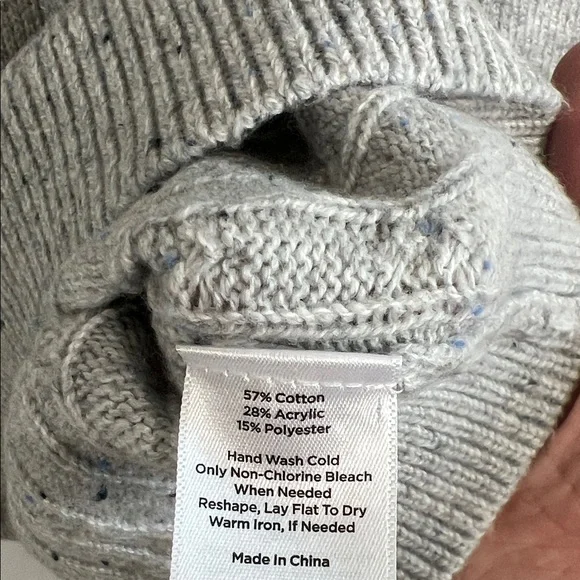 57% Cotton
28% Acrylic
15% Polyester
Hand Wash Cold
Only Non-Chlorine Bleach
When Needed
Reshape, Lay Flat To Dry
Warm Iron, If Needed
Made In China